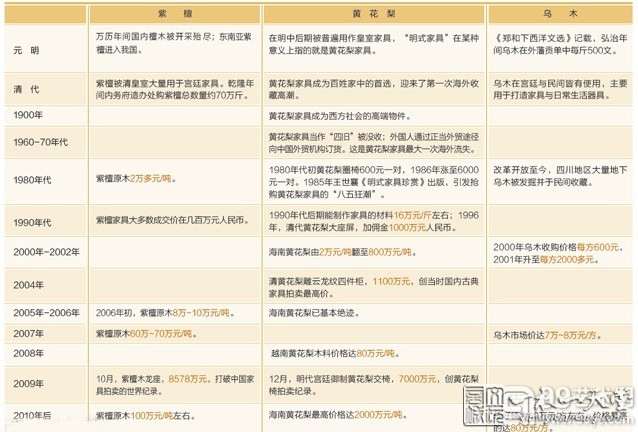 紫 檀 黄 花 梨 乌 木
元 明
万历年间国内檀木被开采殆尽；东南亚紫
檀进入我国。
在明中后期被普遍用作皇室家具，“明式家具”在某种
意义上指的就是黄花梨家具。
《郑和下西洋文选》记载，弘治年
间乌木在外藩贡单中每斤500文。
清 代
紫檀被清皇室大量用于宫廷家具。乾隆年
间内务府造办处购紫檀总数量约70万斤。
黄花梨家具成为百姓家中的首选，迎来了第一次海外收
藏高潮。
乌木在宫廷与民间皆有使用，主要
用于打造家具与日常生活器具。
1900年
黄花梨家具成为西方社会的高端物件。
1960-70年代
黄花梨家具当作“四旧”被没收；外国人通过正当外贸途径
向中国外贸机构订货。这是黄花梨家具最大一次海外流失。
1980年代
紫檀原木2万多元/吨。
1980年代初黄花梨圈椅600元一对，1986年涨至6000
元一对。1985年王世襄《明式家具珍赏》出版，引发抢
购黄花梨家具的“八五狂潮”。
改革开放至今，四川地区大量地下
乌木被发掘并于民间收藏。
1990年代
紫檀家具大多数成交价在几百万元人民币。
1990年代后期能制作家具的材料16万元/斤左右；1996
年，清代黄花梨大座屏，加佣金1000万元人民币。
2000年-2002年
海南黄花梨由2万元/吨翻至800万元/吨。
2000年乌木收购价格每方600元，
2001年升至每方2000多元。
2004年
清黄花梨雕云龙纹四件柜，1100万元，创当时国内古典
家具拍卖最高价。
2005年-2006年
2006年初，紫檀原木8万-10万元/吨。
海南黄花梨已基本绝迹。
2007年
紫檀原木60万-70万元/吨。
乌木市场价达7万-8万元/方。
2008年
越南黄花梨木料价格达80万元/吨。
2009年
10月，紫檀木龙座，8578万元，打破中国家
具拍卖的世界纪录。
12月，明代宫廷御制黄花梨交椅，7000万元，创黄花梨
椅拍卖纪录。
2010年后
紫檀原木100万元/吨左右。
海南黄花梨最高价格达2000万元/吨。
的达80万元/方。